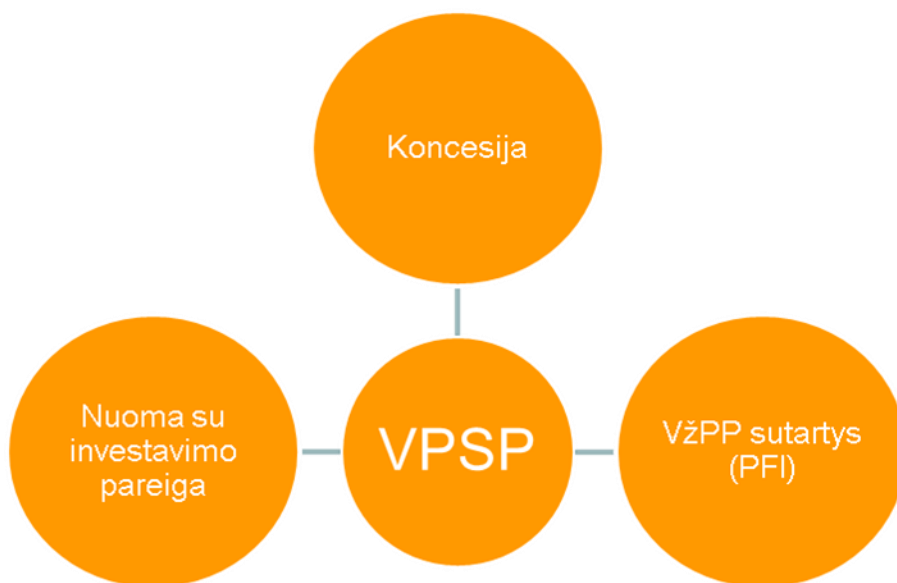 Koncesija
Nuoma su
investavimo
pareiga
VPSP
VžPP sutartys
(PFI)